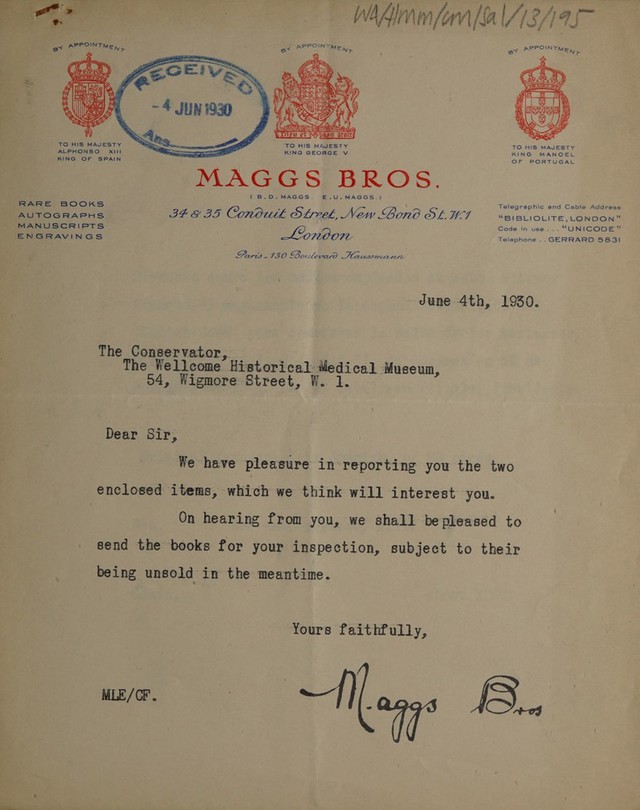 WA/HMM/CM/Sal/13/195
BY APPOINTMENT
BY APPOINTMENT
BY APPOINTMENT
RECEIVED
-4 JUN 1930
Ans
TO HIS MAJESTY
ALPHONSO XIII
KING OF SPAIN
TO HIS MAJESTY
KING GEORGE V
TO HIS MAJESTY
KING MANOEL
OF PORTUGAL
MAGGS BROS.
(B.D. MAGGS. E.U. MAGGS.)
34 & 35 Conduit Street, New Bond St. W1
London
Paris - 130 Boulevard Haussmann
RARE BOOKS
AUTOGRAPHS
MANUSCRIPTS
ENGRAVINGS
Telegraphic and Cable Address
"BIBLIOLITE, LONDON"
Code in use ... "UNICODE"
Telephone .. GERRARD 5831
June 4th, 1930.
The Conservator,
The Wellcome Historical Medical Museum,
54, Wigmore Street, W. 1.
Dear Sir,
We have pleasure in reporting you the two
enclosed items, which we think will interest you.
On hearing from you, we shall be pleased to
send the books for your inspection, subject to their
being unsold in the meantime.
Yours faithfully,
MLE/CF.
Maggs Bros